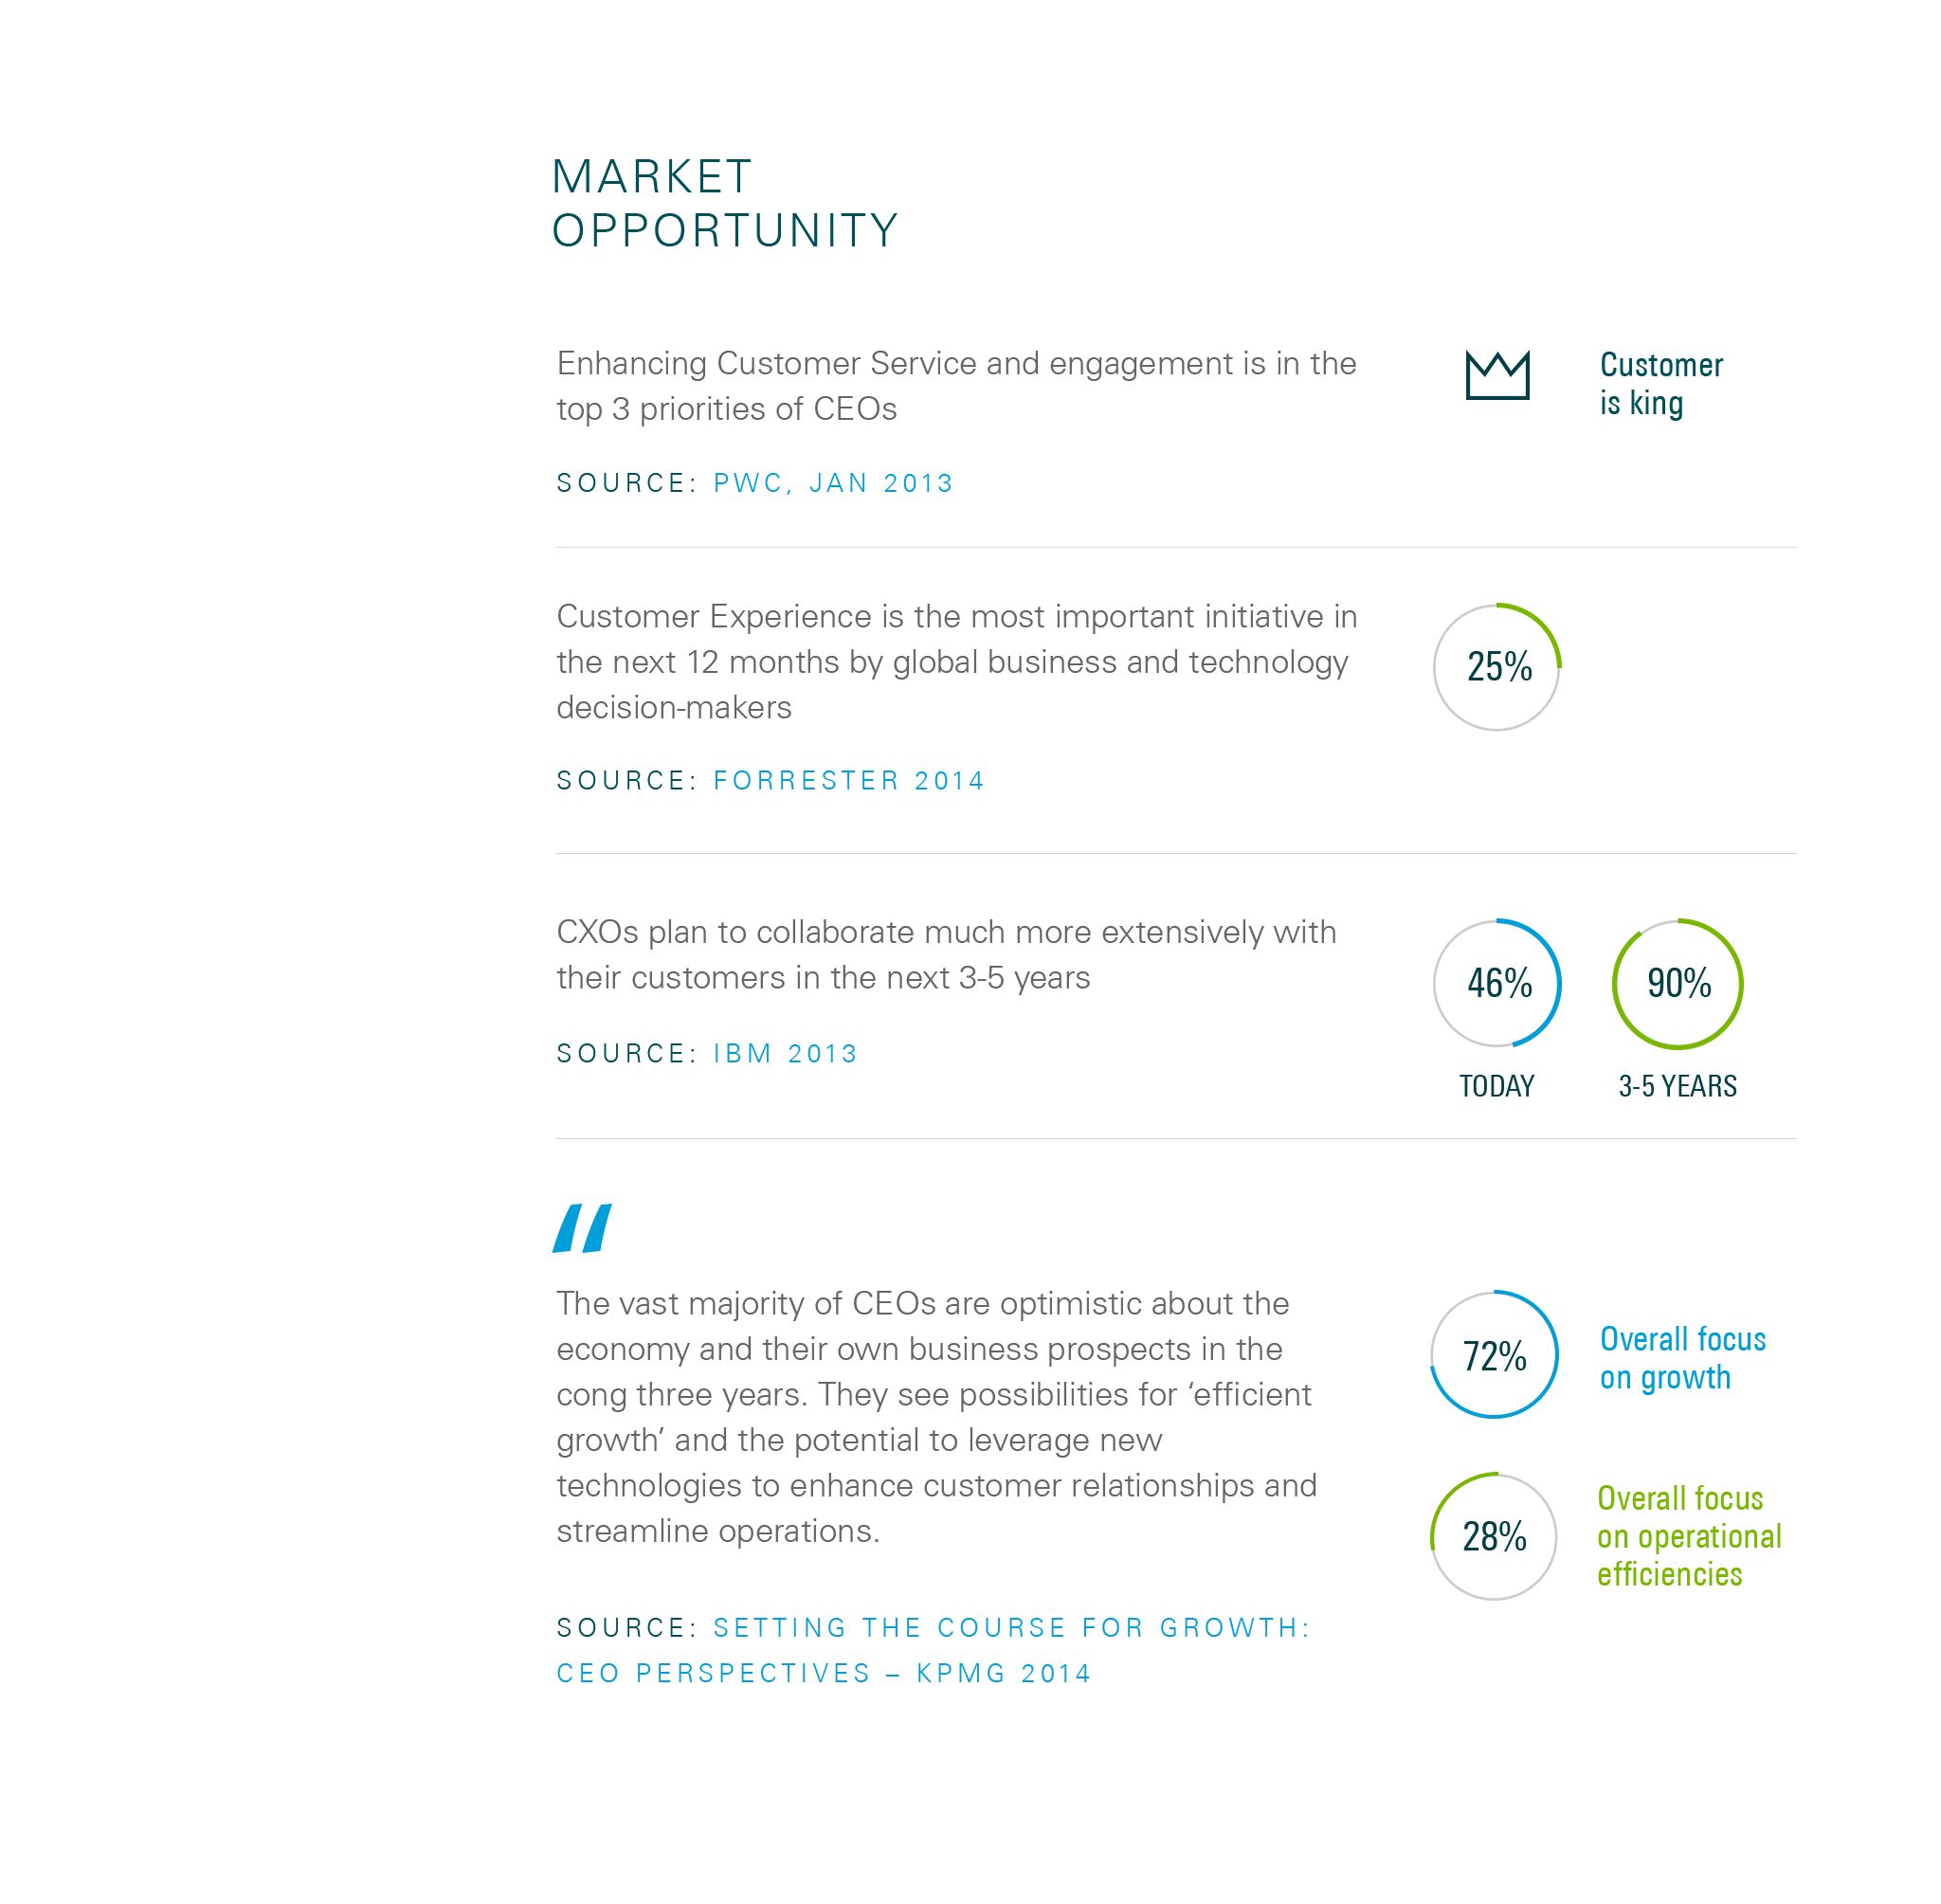 MARKET
OPPORTUNITY
Enhancing Customer Service and engagement is in the
top 3 priorities of CEOs
SOURCE: PWC, JAN 2013
Customer
is king
Customer Experience is the most important initiative in
the next 12 months by global business and technology
decision-makers
SOURCE: FORRESTER 2014
25%
CXOs plan to collaborate much more extensively with
their customers in the next 3-5 years
SOURCE: IBM 2013
46%
TODAY
90%
3-5 YEARS
“
The vast majority of CEOs are optimistic about the
economy and their own business prospects in the
cong three years. They see possibilities for ‘efficient
growth’ and the potential to leverage new
technologies to enhance customer relationships and
streamline operations.
SOURCE: SETTING THE COURSE FOR GROWTH:
CEO PERSPECTIVES – KPMG 2014
72%
Overall focus
on growth
28%
Overall focus
on operational
efficiencies